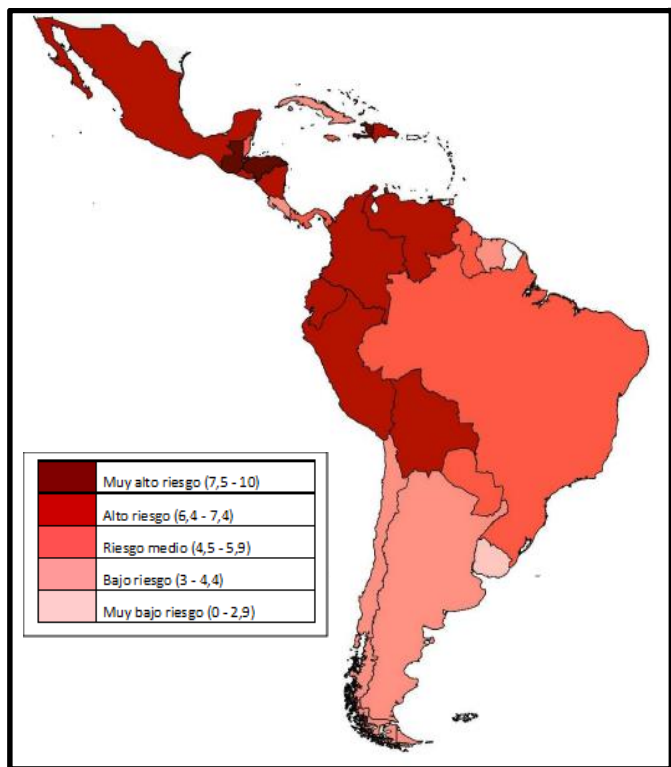 Muy alto riesgo (7,5 - 10)
Alto riesgo (6,4 - 7,4)
Riesgo medio (4,5 - 5,9)
Bajo riesgo (3 - 4,4)
Muy bajo riesgo (0 - 2,9)